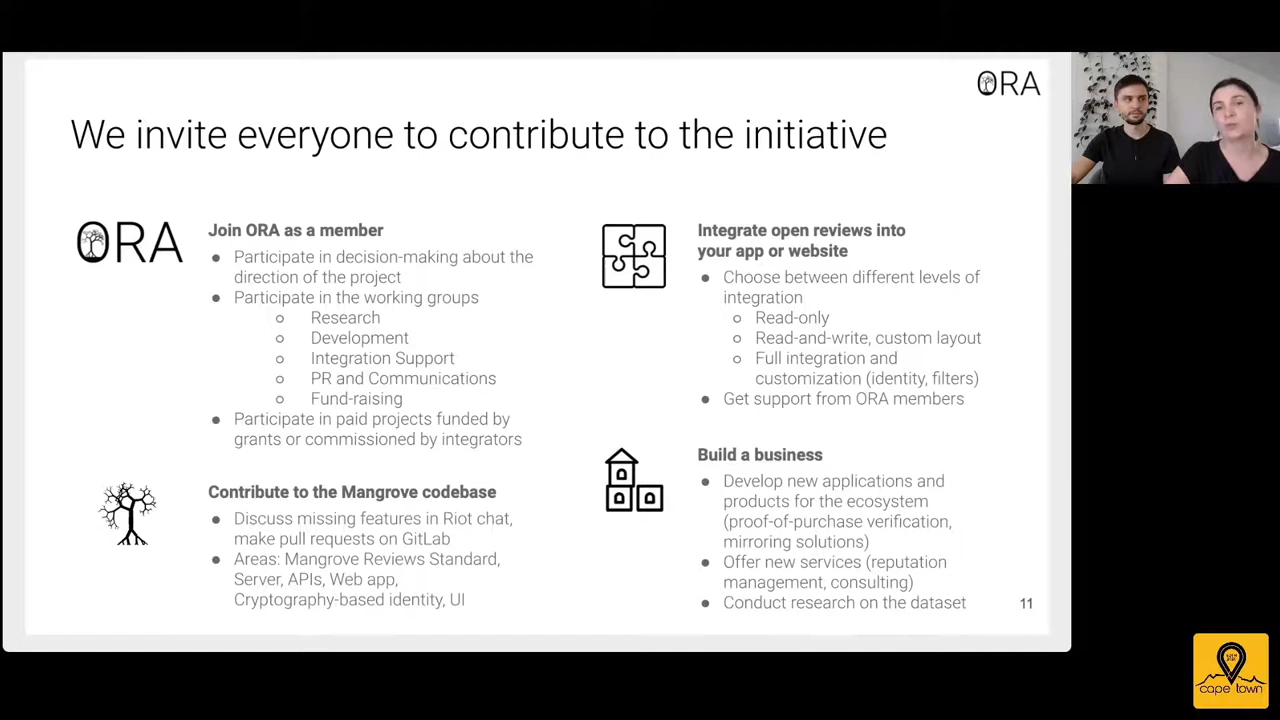 ORA
We invite everyone to contribute to the initiative
ORA
Join ORA as a member
● Participate in decision-making about the
direction of the project
● Participate in the working groups
○ Research
○ Development
○ Integration Support
○ PR and Communications
○ Fund-raising
● Participate in paid projects funded by
grants or commissioned by integrators
Contribute to the Mangrove codebase
● Discuss missing features in Riot chat,
make pull requests on GitLab
● Areas: Mangrove Reviews Standard,
Server, APIs, Web app,
Cryptography-based identity, UI
Integrate open reviews into
your app or website
● Choose between different levels of
integration
○ Read-only
○ Read-and-write, custom layout
○ Full integration and
customization (identity, filters)
● Get support from ORA members
Build a business
● Develop new applications and
products for the ecosystem
(proof-of-purchase verification,
mirroring solutions)
● Offer new services (reputation
management, consulting)
● Conduct research on the dataset
11
cape town